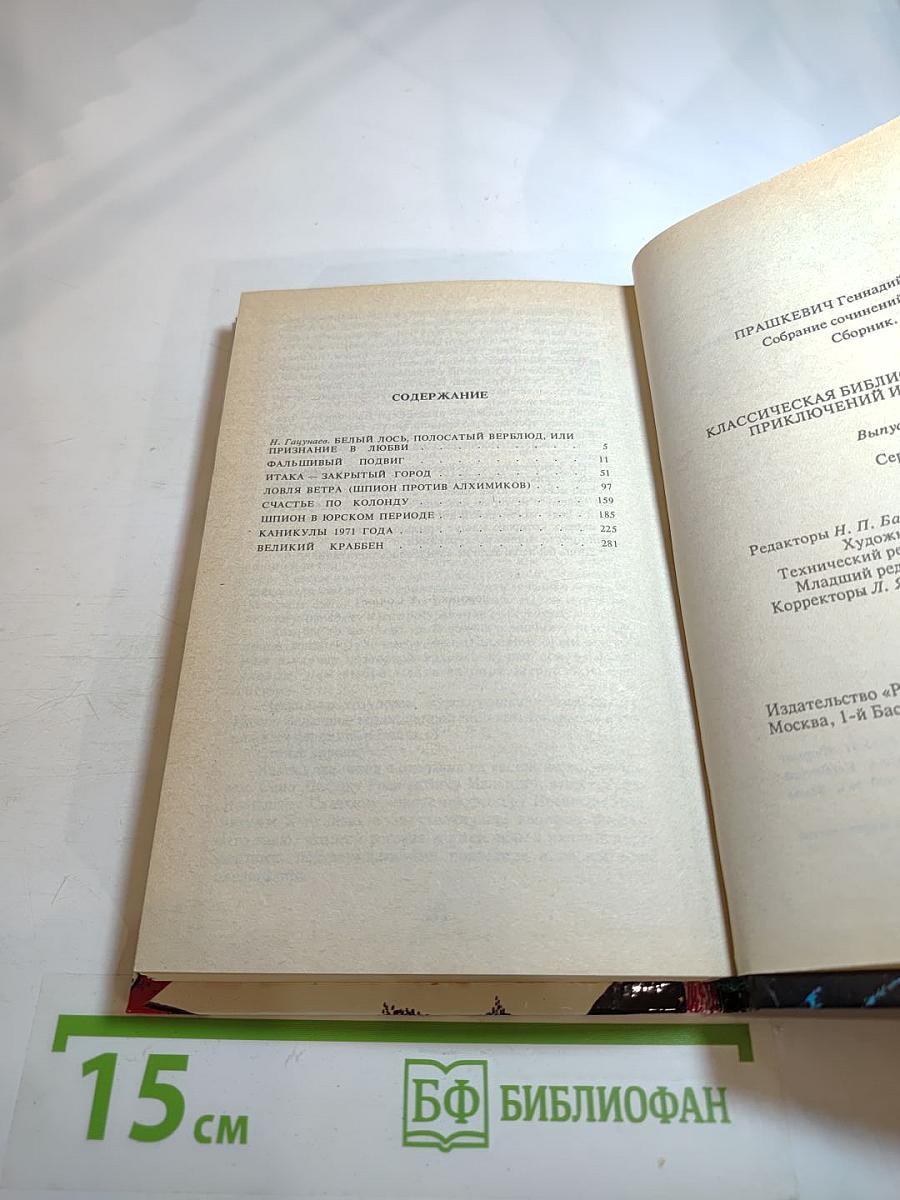 СОДЕРЖАНИЕ
Н. Гацунаев. БЕЛЫЙ ЛОСЬ, ПОЛОСАТЫЙ ВЕРБЛЮД, ИЛИ
ПРИЗНАНИЕ В ЛЮБВИ . . . . . . . . . . . . . 5
ФАЛЬШИВЫЙ ПОДВИГ . . . . . . . . . . . . . 11
ИТАКА — ЗАКРЫТЫЙ ГОРОД . . . . . . . . . . . 51
ЛОВЛЯ ВЕТРА (ШПИОН ПРОТИВ АЛХИМИКОВ) . . . . 97
СЧАСТЬЕ ПО КОЛОНДУ . . . . . . . . . . . . . 159
ШПИОН В ЮРСКОМ ПЕРИОДЕ . . . . . . . . . . . 185
КАНИКУЛЫ 1971 ГОДА . . . . . . . . . . . . . 225
ВЕЛИКИЙ КРАББЕН . . . . . . . . . . . . . . 281
ПРАШКЕВИЧ Геннадий
Собрание сочинений
Сборник.
КЛАССИЧЕСКАЯ БИБЛИО
ПРИКЛЮЧЕНИЙ И
Выпус
Сер
Редакторы Н. П. Ба
Художн
Технический ре
Младший ред
Корректоры Л. Я
Издательство «Р
Москва, 1-й Бас
15 см
БФ БИБЛИОФАН